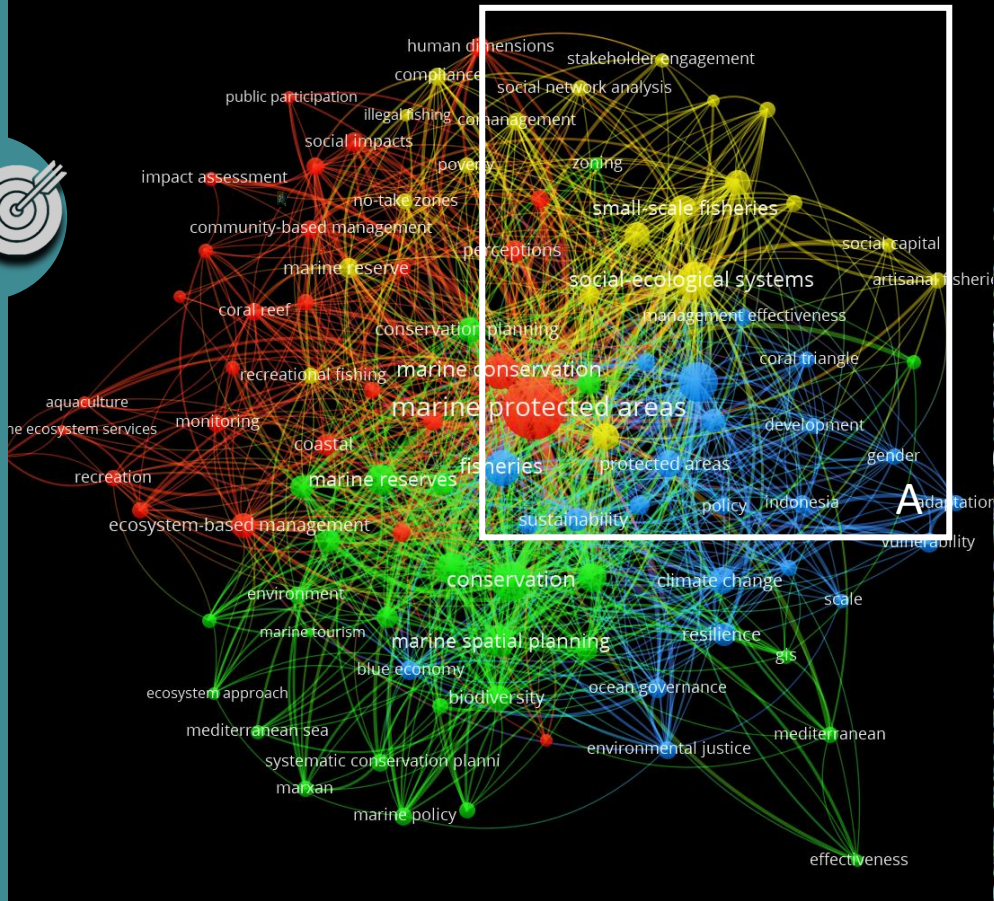 human dimensions
stakeholder engagement
compliance
social network analysis
public participation
illegal fishing
comanagement
social impacts
poverty
zoning
impact assessment
no-take zones
small-scale fisheries
community-based management
social capital
perceptions
marine reserve
social-ecological systems
artisanal fisherie
coral reef
management effectiveness
conservation planning
coral triangle
marine conservation
recreational fishing
aquaculture
marine protected areas
monitoring
development
ne ecosystem services
coastal
gender
fisheries
protected areas
recreation
marine reserves
A
adaptation
policy
indonesia
sustainability
ecosystem-based management
vulnerability
conservation
climate change
environment
scale
marine tourism
resilience
marine spatial planning
gis
blue economy
ocean governance
ecosystem approach
biodiversity
mediterranean sea
mediterranean
environmental justice
systematic conservation planni
marxan
marine policy
effectiveness